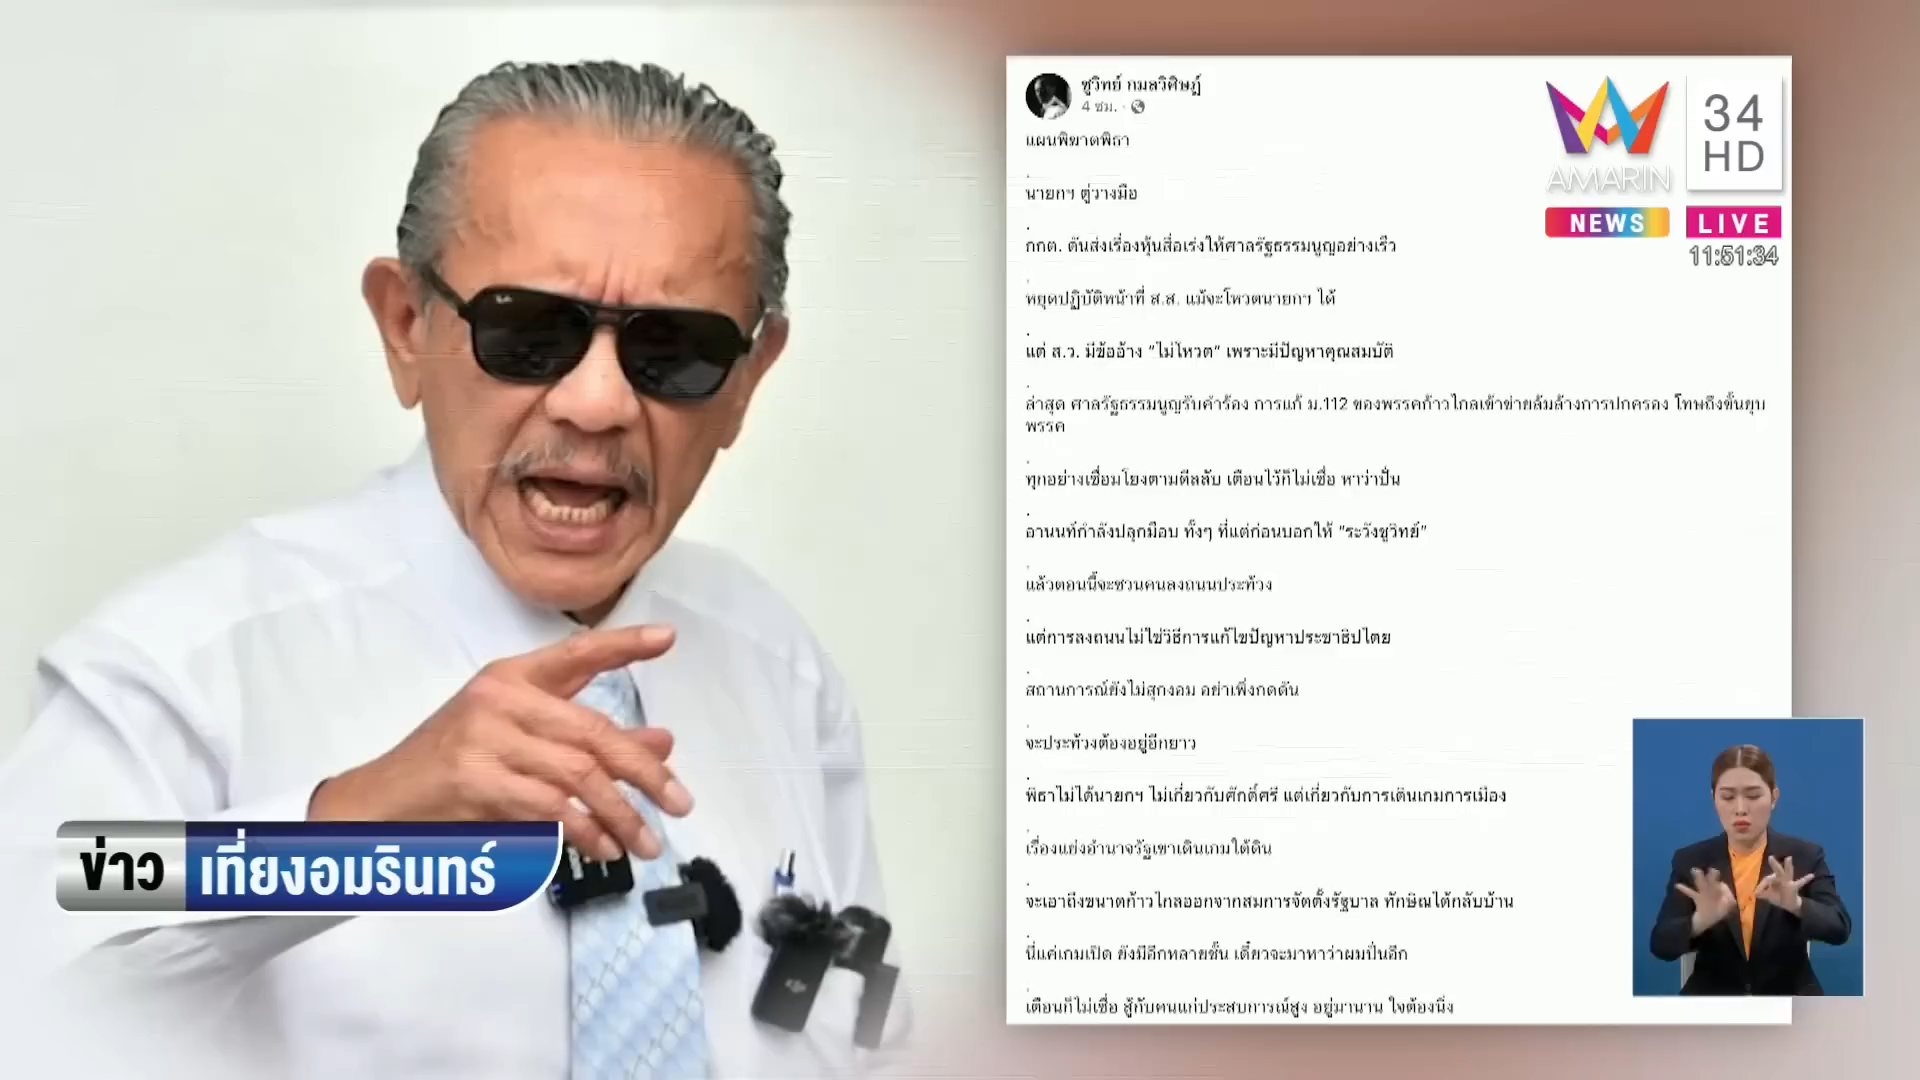 ชูวิทย์ กมลวิศิษฎ์
4 ชม. ·
แผนพิฆาตพิธา
.
นายกฯ ตู่วางมือ
.
กกต. ดันส่งเรื่องหุ้นสื่อเร่งให้ศาลรัฐธรรมนูญอย่างเร็ว
.
หยุดปฏิบัติหน้าที่ ส.ส. แม้จะโหวตนายกฯ ได้
.
แต่ ส.ว. มีข้ออ้าง "ไม่โหวต" เพราะมีปัญหาคุณสมบัติ
.
ล่าสุด ศาลรัฐธรรมนูญรับคำร้อง การแก้ ม.112 ของพรรคก้าวไกลเข้าข่ายล้มล้างการปกครอง โทษถึงขั้นยุบ
พรรค
.
ทุกอย่างเชื่อมโยงตามดีลลับ เตือนไว้ก็ไม่เชื่อ หาว่าปั่น
.
อานนท์กำลังปลุกม็อบ ทั้งๆ ที่แต่ก่อนบอกให้ "ระวังชูวิทย์"
.
แล้วตอนนี้จะชวนคนลงถนนประท้วง
.
แต่การลงถนนไม่ใช่วิธีการแก้ไขปัญหาประชาธิปไตย
.
สถานการณ์ยังไม่สุกงอม อย่าเพิ่งกดดัน
.
จะประท้วงต้องอยู่อีกยาว
.
พิธาไม่ได้นายกฯ ไม่เกี่ยวกับศักดิ์ศรี แต่เกี่ยวกับการเดินเกมการเมือง
.
เรื่องแย่งอำนาจรัฐเขาเดินเกมใต้ดิน
.
จะเอาถึงขนาดก้าวไกลออกจากสมการจัดตั้งรัฐบาล ทักษิณได้กลับบ้าน
.
นี่แค่เกมเปิด ยังมีอีกหลายชั้น เดี๋ยวจะมาหาว่าผมปั่นอีก
.
เตือนก็ไม่เชื่อ สู้กับคนแก่ประสบการณ์สูง อยู่มานาน ใจต้องนิ่ง
AMARIN
34
HD
NEWS
LIVE
11:51:34
ข่าว เที่ยงอมรินทร์
Ray-Ban
DJI